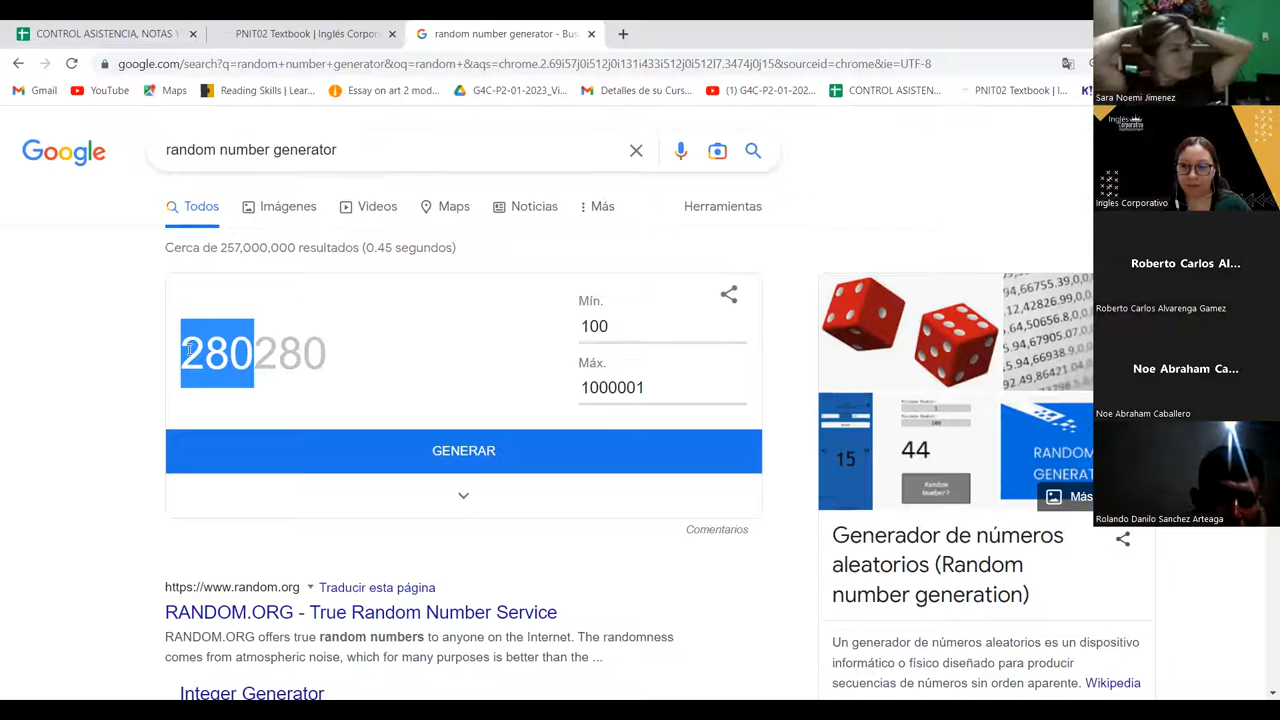 CONTROL ASISTENCIA, NOTAS Y
PNIT02 Textbook | Inglés Corpor
random number generator - Bus
google.com/search?q=random+number+generator&oq=random+&aqs=chrome.2.69i57j0i512j0i131i433i512j0i512l7.3474j0j15&sourceid=chrome&ie=UTF-8
Gmail
YouTube
Maps
Reading Skills | Lear...
Essay on art 2 mod...
G4C-P2-01-2023_Vi...
Detalles de su Curs...
(1) G4C-P2-01-202...
CONTROL ASISTEN...
PNIT02 Textbook | I...
Google
random number generator
Todos
Imágenes
Videos
Maps
Noticias
Más
Herramientas
Cerca de 257,000,000 resultados (0.45 segundos)
280280
Mín.
100
Máx.
1000001
GENERAR
Comentarios
https://www.random.org
Traducir esta página
RANDOM.ORG - True Random Number Service
RANDOM.ORG offers true random numbers to anyone on the Internet. The randomness
comes from atmospheric noise, which for many purposes is better than the ...
Integer Generator
15
44
Random
Number?
RANDOM
GENERAT
Más
Generador de números
aleatorios (Random
number generation)
Un generador de números aleatorios es un dispositivo
informático o físico diseñado para producir
secuencias de números sin orden aparente. Wikipedia
Sara Noemi Jimenez
Inglés
Corporativo
Ingles Corporativo
Roberto Carlos Al...
Roberto Carlos Alvarenga Gamez
Noe Abraham Ca...
Noe Abraham Caballero
Rolando Danilo Sanchez Arteaga